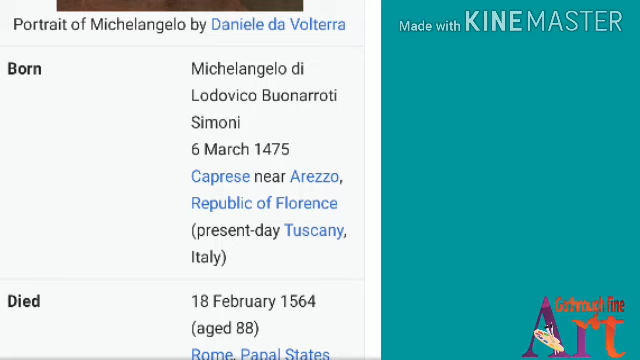 Portrait of Michelangelo by Daniele da Volterra
Made with KINEMASTER
Born
Michelangelo di
Lodovico Buonarroti
Simoni
6 March 1475
Caprese near Arezzo,
Republic of Florence
(present-day Tuscany,
Italy)
Died
18 February 1564
(aged 88)
Rome, Papal States
Gothrough Fine
Art